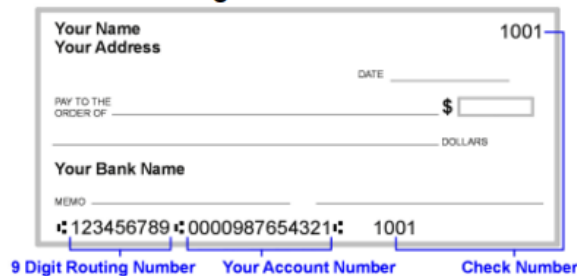 Your Name 1001
Your Address
DATE
PAY TO THE
ORDER OF $
DOLLARS
Your Bank Name
MEMO
⑆123456789⑆0000987654321⑆ 1001
9 Digit Routing Number Your Account Number Check Number